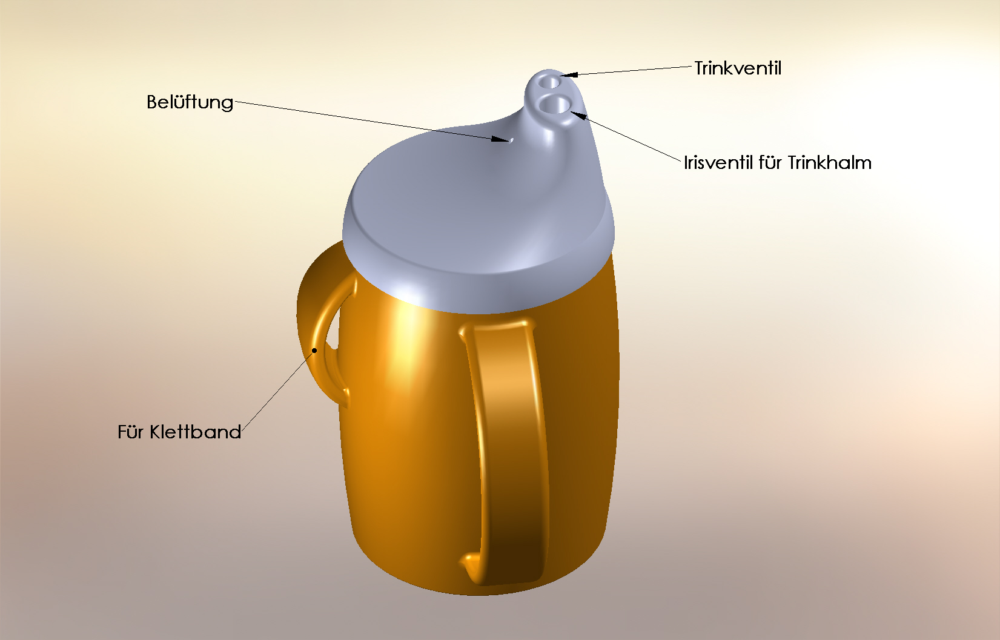 Trinkventil
Belüftung
Irisventil für Trinkhalm
Für Klettband